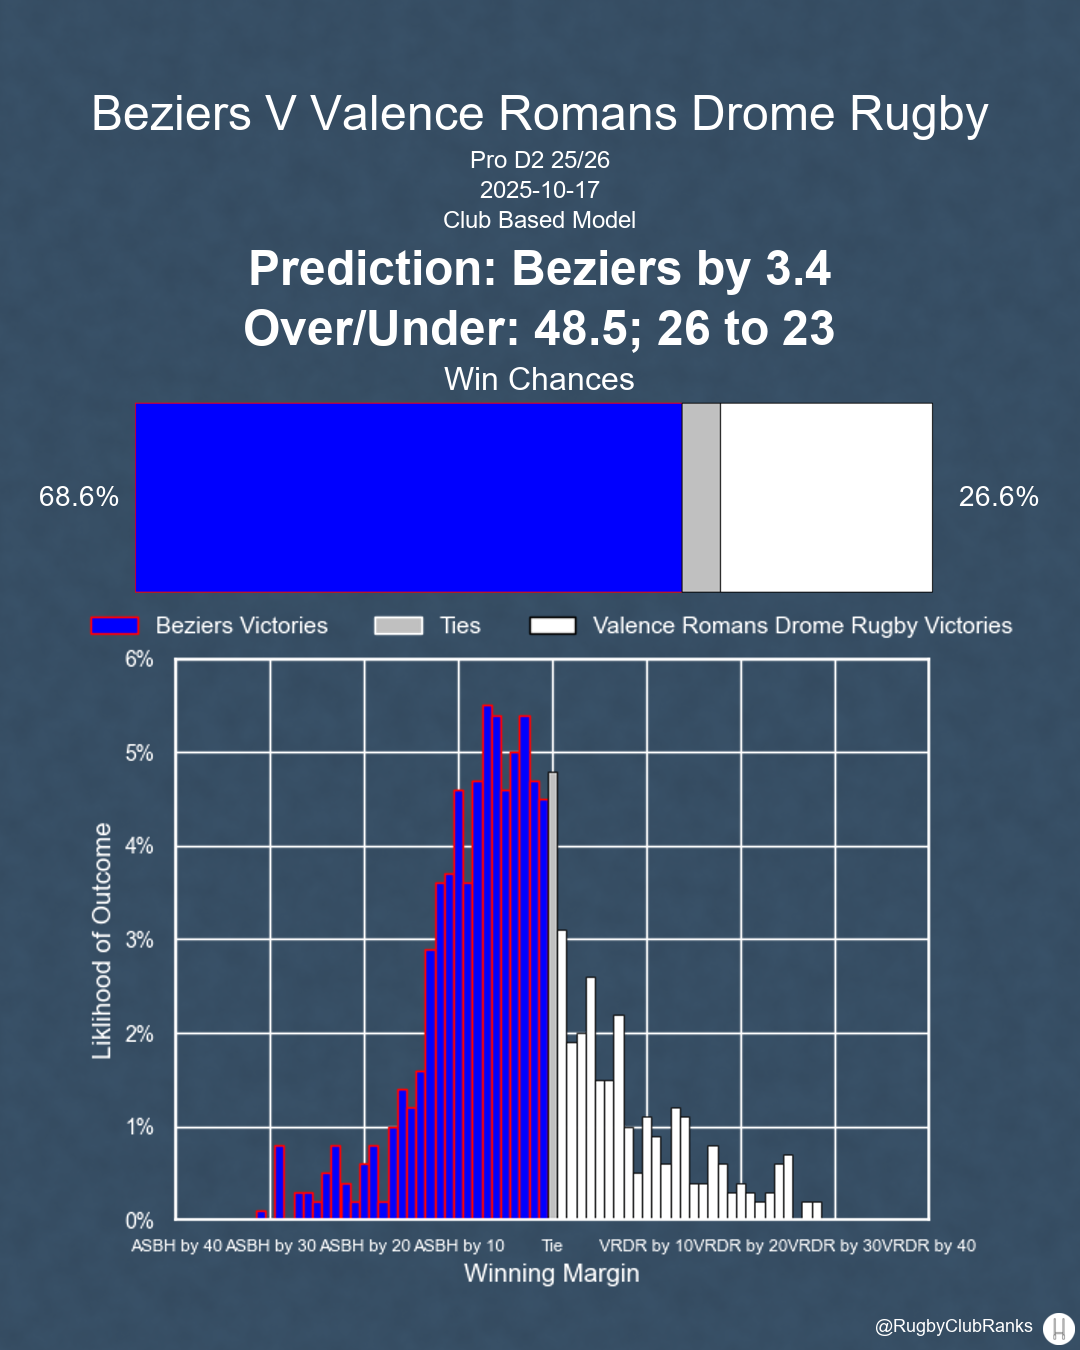 Beziers V Valence Romans Drome Rugby
Pro D2 25/26
2025-10-17
Club Based Model
Prediction: Beziers by 3.4
Over/Under: 48.5; 26 to 23
Win Chances
68.6%
26.6%
Beziers Victories
Ties
Valence Romans Drome Rugby Victories
6%
5%
4%
3%
2%
1%
0%
Liklihood of Outcome
ASBH by 40 ASBH by 30 ASBH by 20 ASBH by 10 Tie VRDR by 10 VRDR by 20 VRDR by 30 VRDR by 40
Winning Margin
@RugbyClubRanks